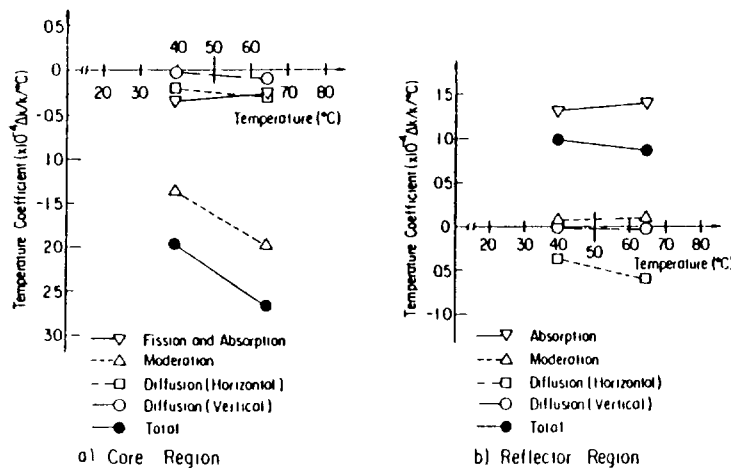 Temperature Coefficient (x10⁻⁴Δk/k/°C)
05
0
-05
-10
-15
20
25
30
40 50 60
20 30 70 80
Temperature (°C)
Fission and Absorption
Moderation
Diffusion (Horizontal)
Diffusion (Vertical)
Total
a) Core Region
Temperature Coefficient (x10⁻⁴Δk/k/°C)
15
10
05
0
05
-10
20 30 40 50 60 70 80
Temperature (°C)
Absorption
Moderation
Diffusion (Horizontal)
Diffusion (Vertical)
Total
b) Reflector Region